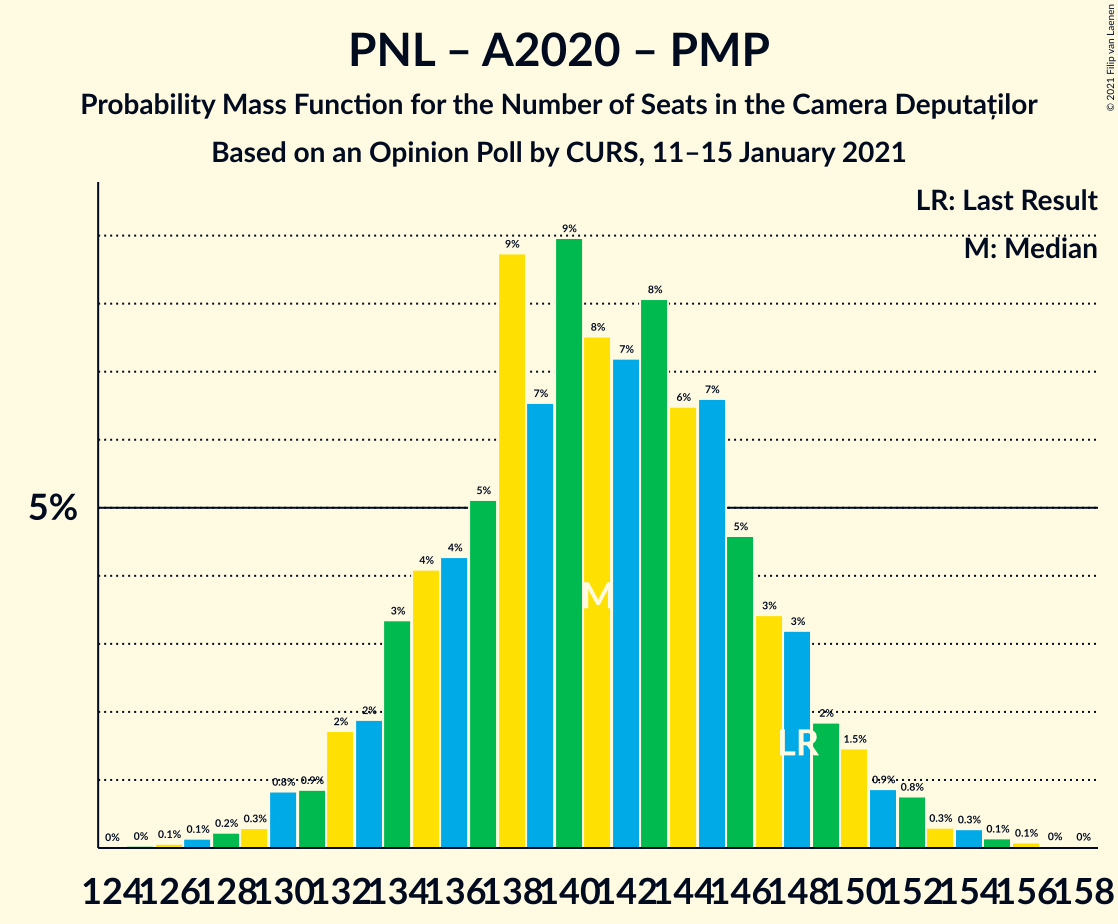 PNL – A2020 – PMP
Probability Mass Function for the Number of Seats in the Camera Deputaților
Based on an Opinion Poll by CURS, 11–15 January 2021
© 2021 Filip van Laenen
LR: Last Result
M: Median
5%
0% 0% 0.1% 0.1% 0.2% 0.3% 0.8% 0.9% 2% 2% 3% 4% 4% 5% 9% 7% 9% 8% 7% 8% 6% 7% 5% 3% 3% 2% 1.5% 0.9% 0.8% 0.3% 0.3% 0.1% 0.1% 0% 0%
M
LR
124 126 128 130 132 134 136 138 140 142 144 146 148 150 152 154 156 158